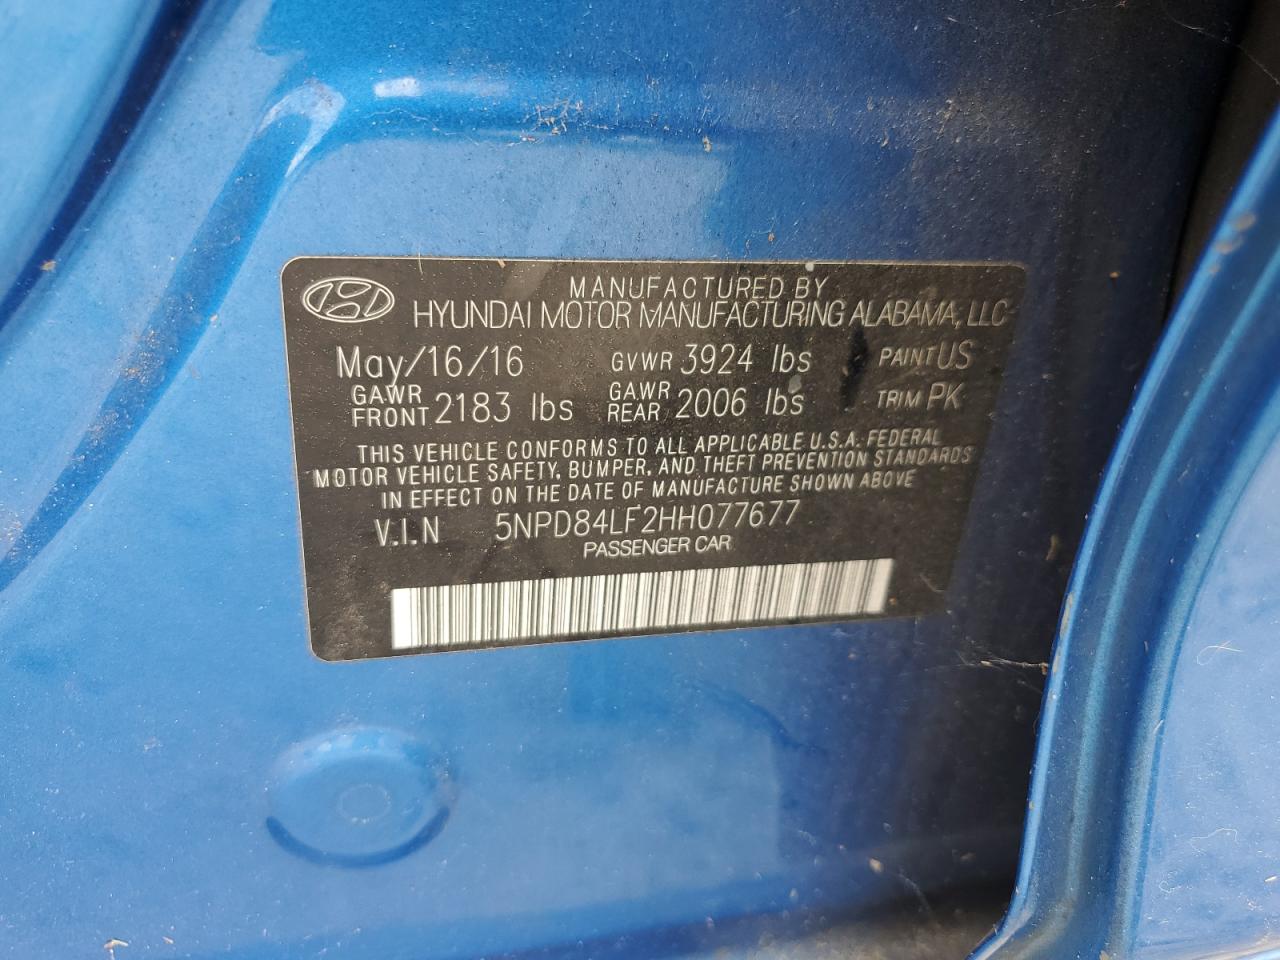 MANUFACTURED BY
HYUNDAI MOTOR MANUFACTURING ALABAMA, LLC
May/16/16 GVWR 3924 lbs PAINT US
GAWR FRONT 2183 lbs GAWR REAR 2006 lbs TRIM PK
THIS VEHICLE CONFORMS TO ALL APPLICABLE U.S.A. FEDERAL
MOTOR VEHICLE SAFETY, BUMPER, AND THEFT PREVENTION STANDARDS
IN EFFECT ON THE DATE OF MANUFACTURE SHOWN ABOVE
V.I.N 5NPD84LF2HH077677
PASSENGER CAR